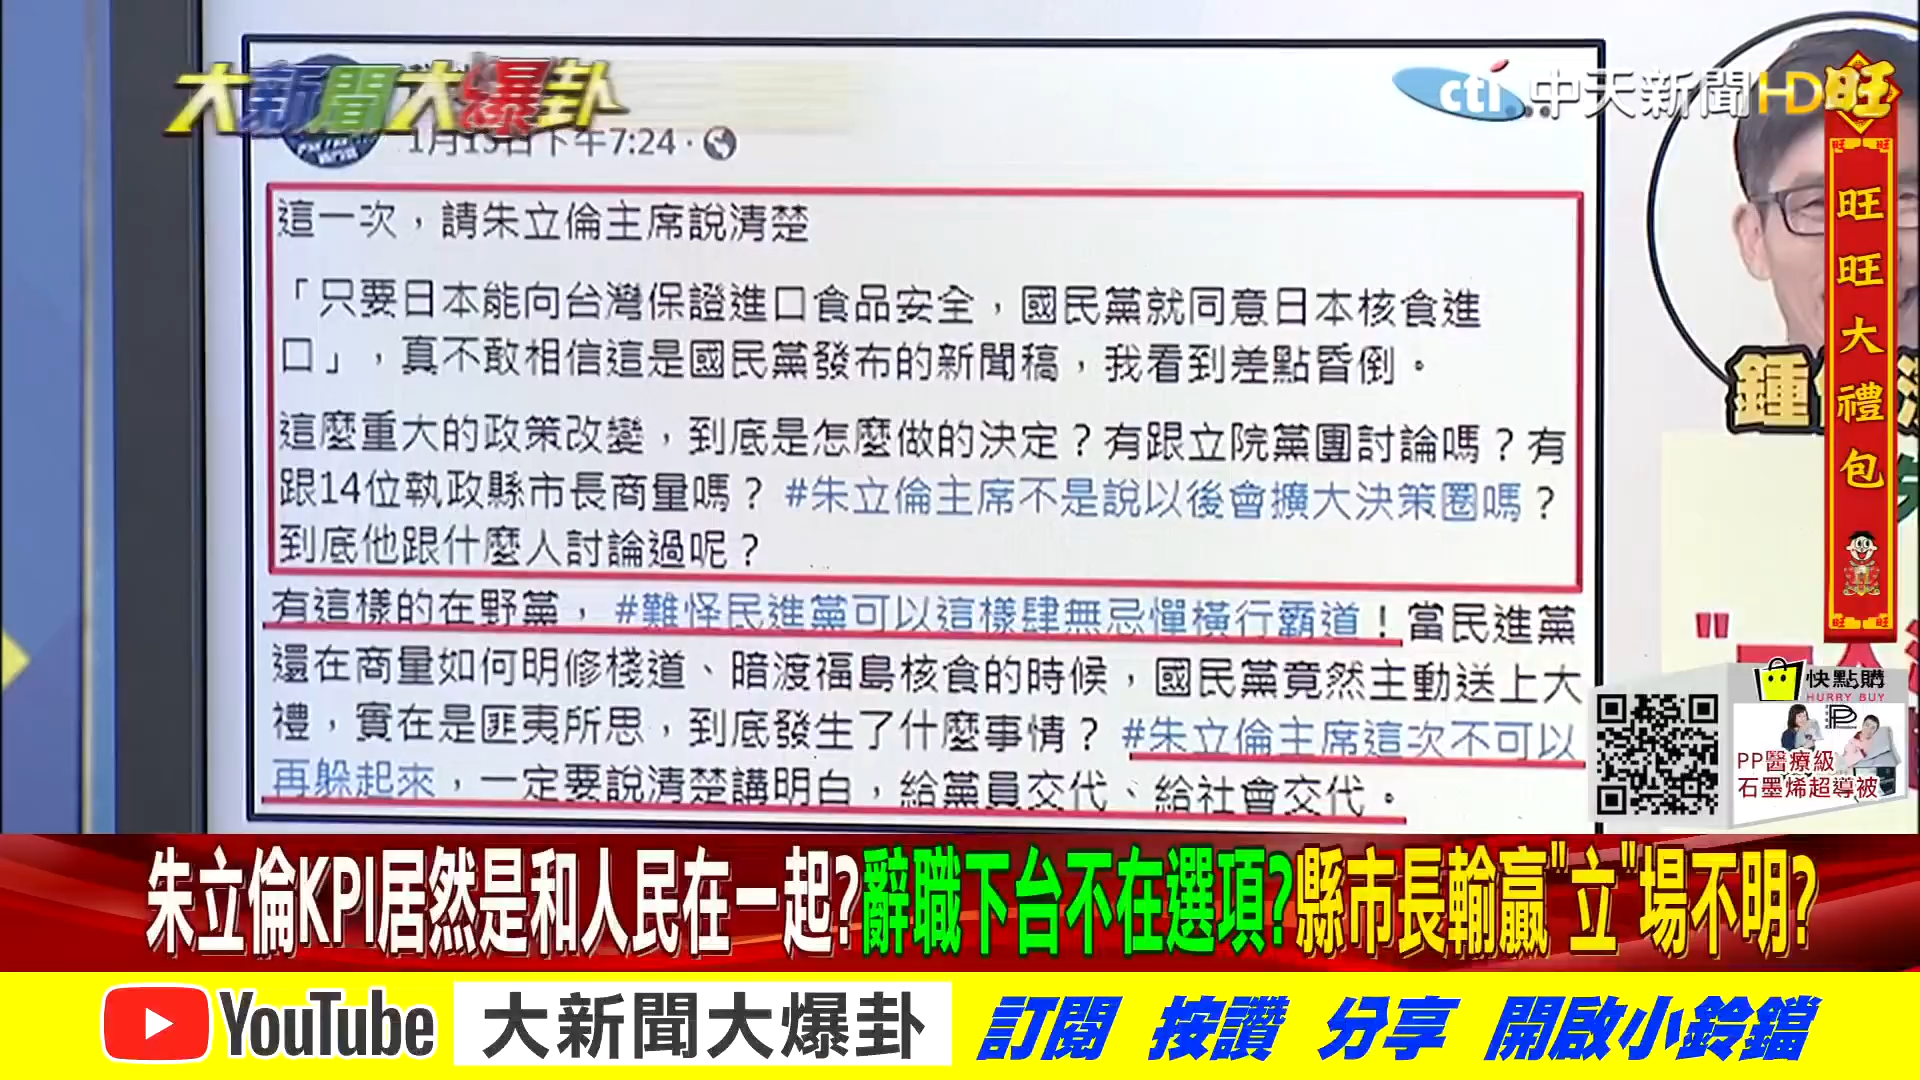 大新聞大爆卦
cti 中天新聞HD
1月13日下午7:24
這一次，請朱立倫主席說清楚
「只要日本能向台灣保證進口食品安全，國民黨就同意日本核食進
口」，真不敢相信這是國民黨發布的新聞稿，我看到差點昏倒。
這麼重大的政策改變，到底是怎麼做的決定？有跟立院黨團討論嗎？有
跟14位執政縣市長商量嗎？ #朱立倫主席不是說以後會擴大決策圈嗎？
到底他跟什麼人討論過呢？
有這樣的在野黨， #難怪民進黨可以這樣肆無忌憚橫行霸道！當民進黨
還在商量如何明修棧道、暗渡福島核食的時候，國民黨竟然主動送上大
禮，實在是匪夷所思，到底發生了什麼事情？ #朱立倫主席這次不可以
再躲起來，一定要說清楚講明白，給黨員交代、給社會交代。
鍾
旺
旺旺大禮包
快點購
HURRY BUY
PP醫療級
石墨烯超導被
朱立倫KPI居然是和人民在一起?辭職下台不在選項?縣市長輸贏"立"場不明?
YouTube 大新聞大爆卦 訂閱 按讚 分享 開啟小鈴鐺